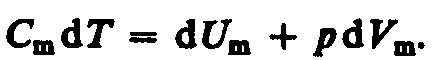 C_m dT = dU_m + p dV_m.